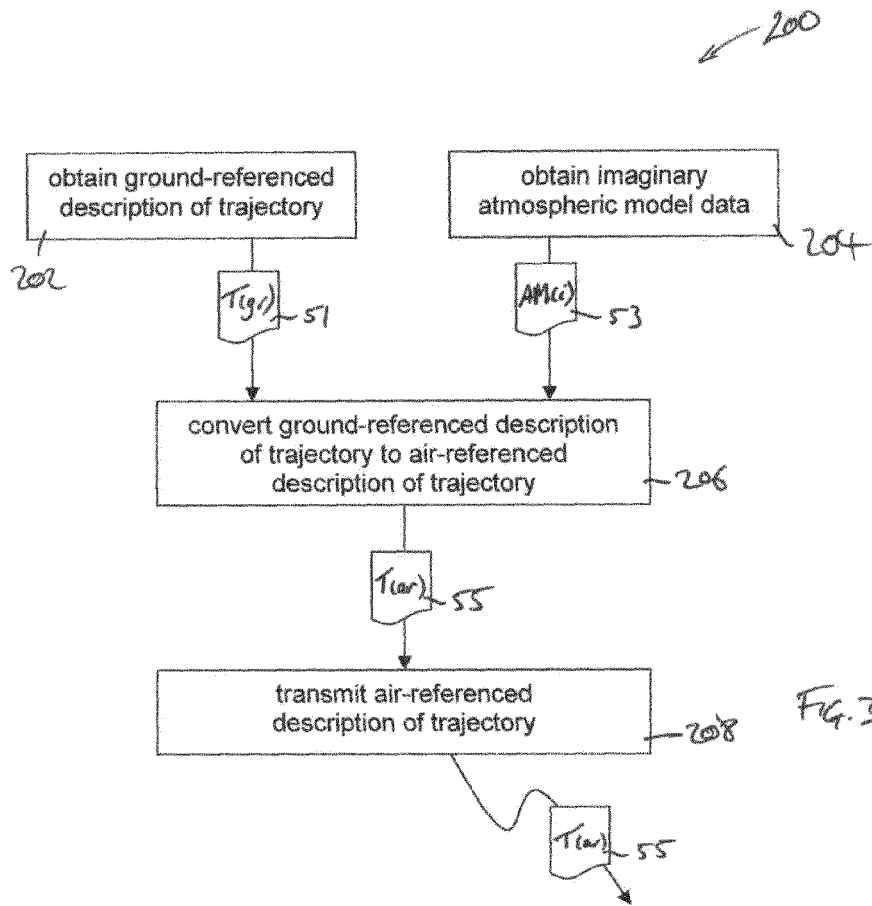 200
obtain ground-referenced
description of trajectory
202
obtain imaginary
atmospheric model data
204
T(gr)
51
AM(i)
53
convert ground-referenced description
of trajectory to air-referenced
description of trajectory
206
T(ar)
55
transmit air-referenced
description of trajectory
208
FIG.
T(ar)
55